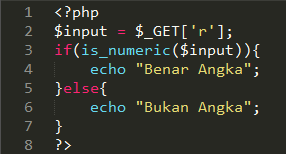 1 <?php
2 $input = $_GET['r'];
3 if(is_numeric($input)){
4     echo "Benar Angka";
5 }else{
6     echo "Bukan Angka";
7 }
8 ?>